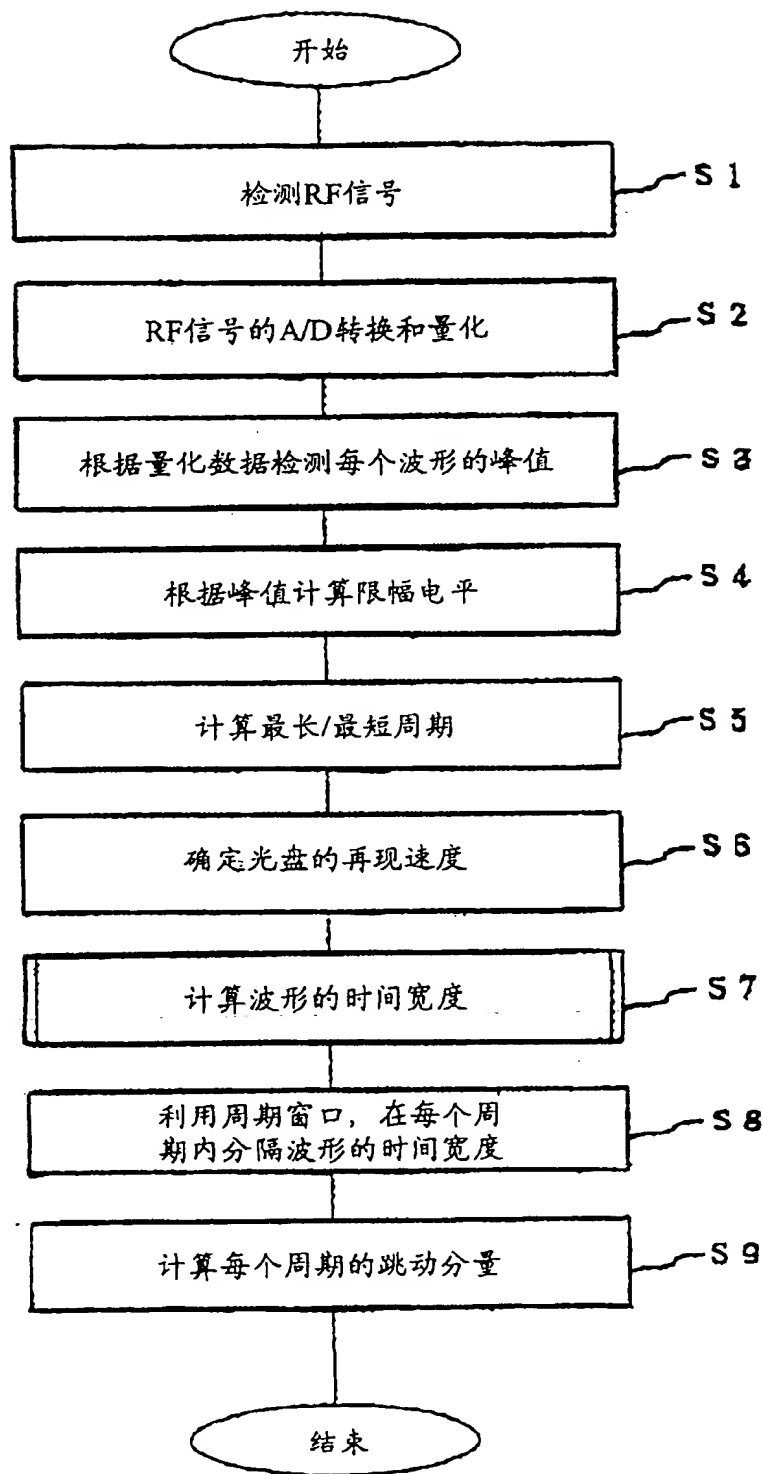 开始
检测RF信号
S1
RF信号的A/D转换和量化
S2
根据量化数据检测每个波形的峰值
S3
根据峰值计算限幅电平
S4
计算最长/最短周期
S5
确定光盘的再现速度
S6
计算波形的时间宽度
S7
利用周期窗口，在每个周
期内分隔波形的时间宽度
S8
计算每个周期的跳动分量
S9
结束